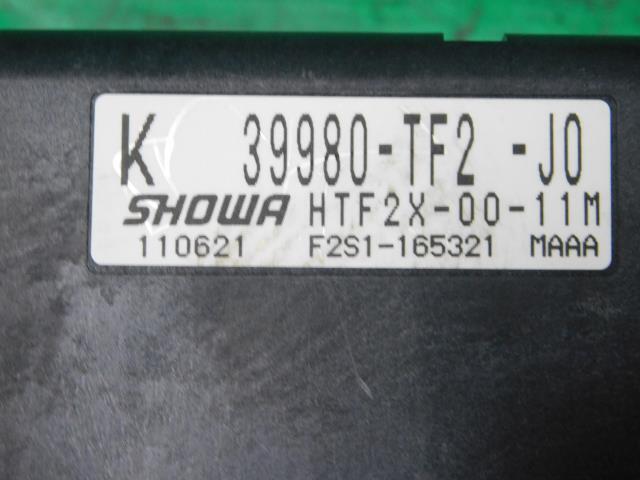 K 39980-TF2 -J0
SHOWA HTF2X-00-11M
110621 F2S1-165321 MAAA